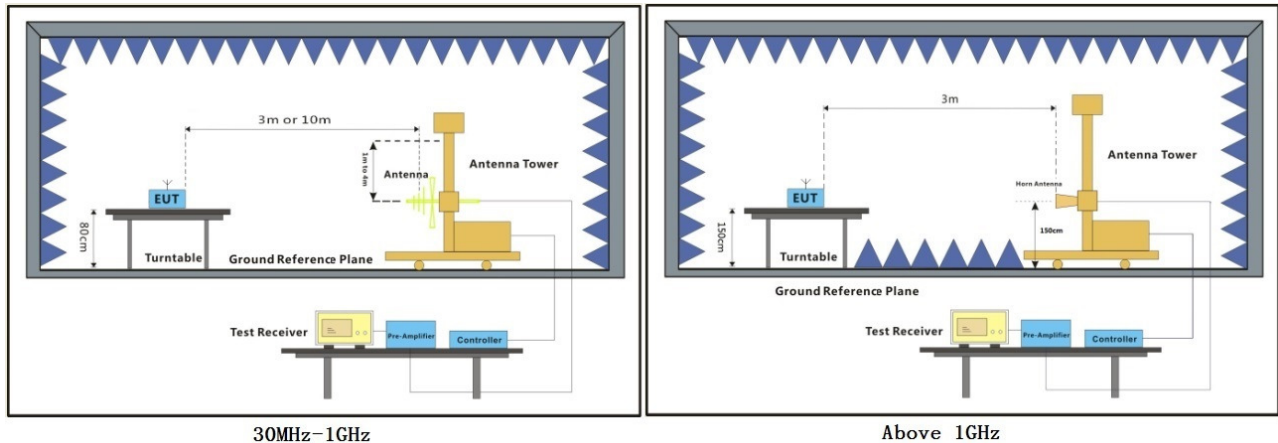 3m or 10m
1m to 4m
Antenna
Antenna Tower
EUT
80cm
Turntable
Ground Reference Plane
Test Receiver
Pre-Amplifier
Controller
30MHz-1GHz
3m
Antenna Tower
Horn Antenna
EUT
150cm
150cm
Turntable
Ground Reference Plane
Test Receiver
Pre-Amplifier
Controller
Above 1GHz